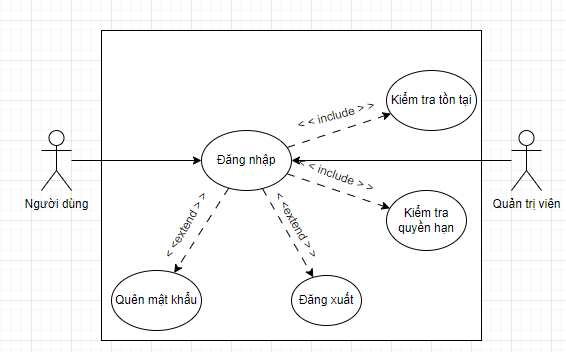 Kiểm tra tồn tại
< < include > >
Đăng nhập
< < include > >
Người dùng
Quản trị viên
Kiểm tra
quyền hạn
< <extend > >
< <extend > >
Quên mật khẩu
Đăng xuất